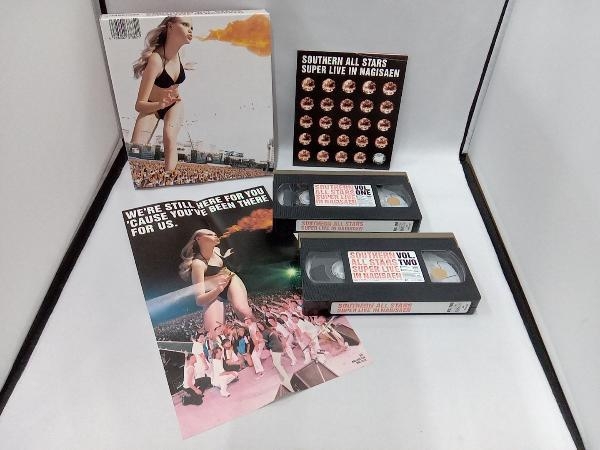 SOUTHERN ALL STARS
SUPER LIVE IN NAGISAEN
SOUTHERN VOL.
ALL STARS ONE
SUPER LIVE
IN NAGISAEN
SOUTHERN ALL STARS
SUPER LIVE IN NAGISAEN
WE'RE STILL HERE FOR YOU
'CAUSE YOU'VE BEEN THERE
FOR US.
SOUTHERN VOL.
ALL STARS TWO
SUPER LIVE
IN NAGISAEN
SOUTHERN ALL STARS
SUPER LIVE IN NAGISAEN